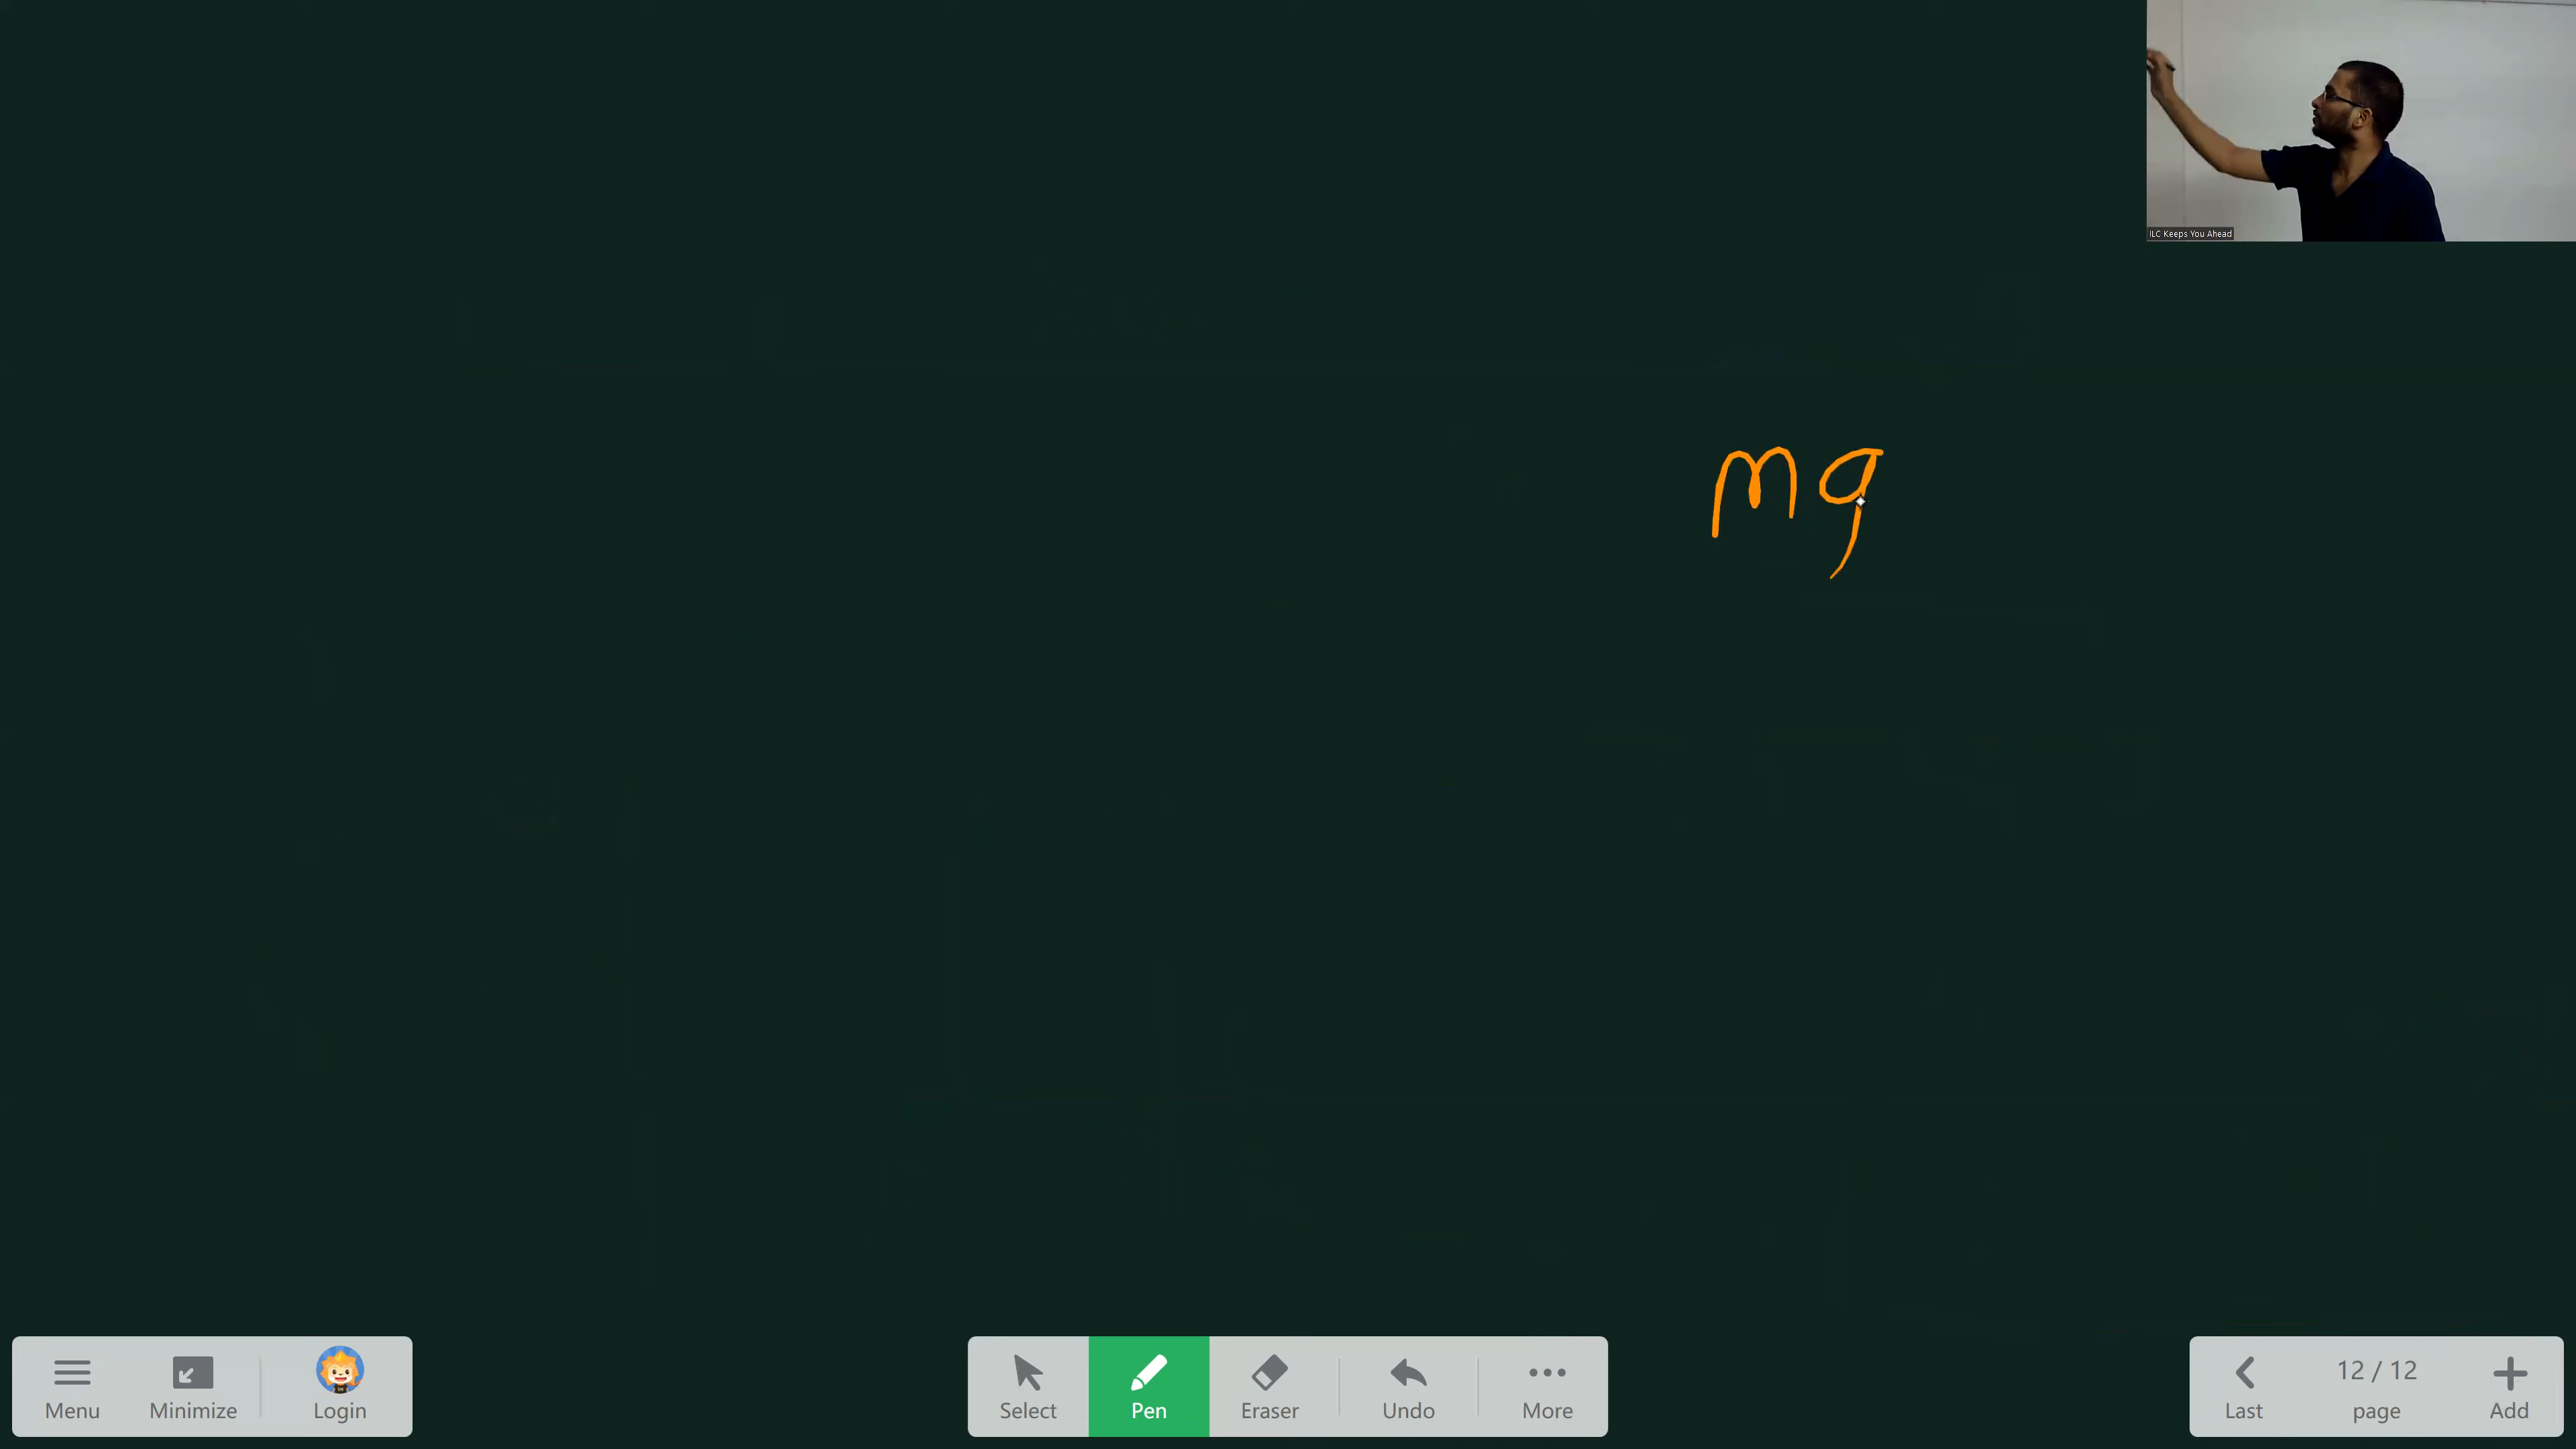 ILC Keeps You Ahead
mg
Menu Minimize Login Select Pen Eraser Undo More Last 12 / 12 page Add